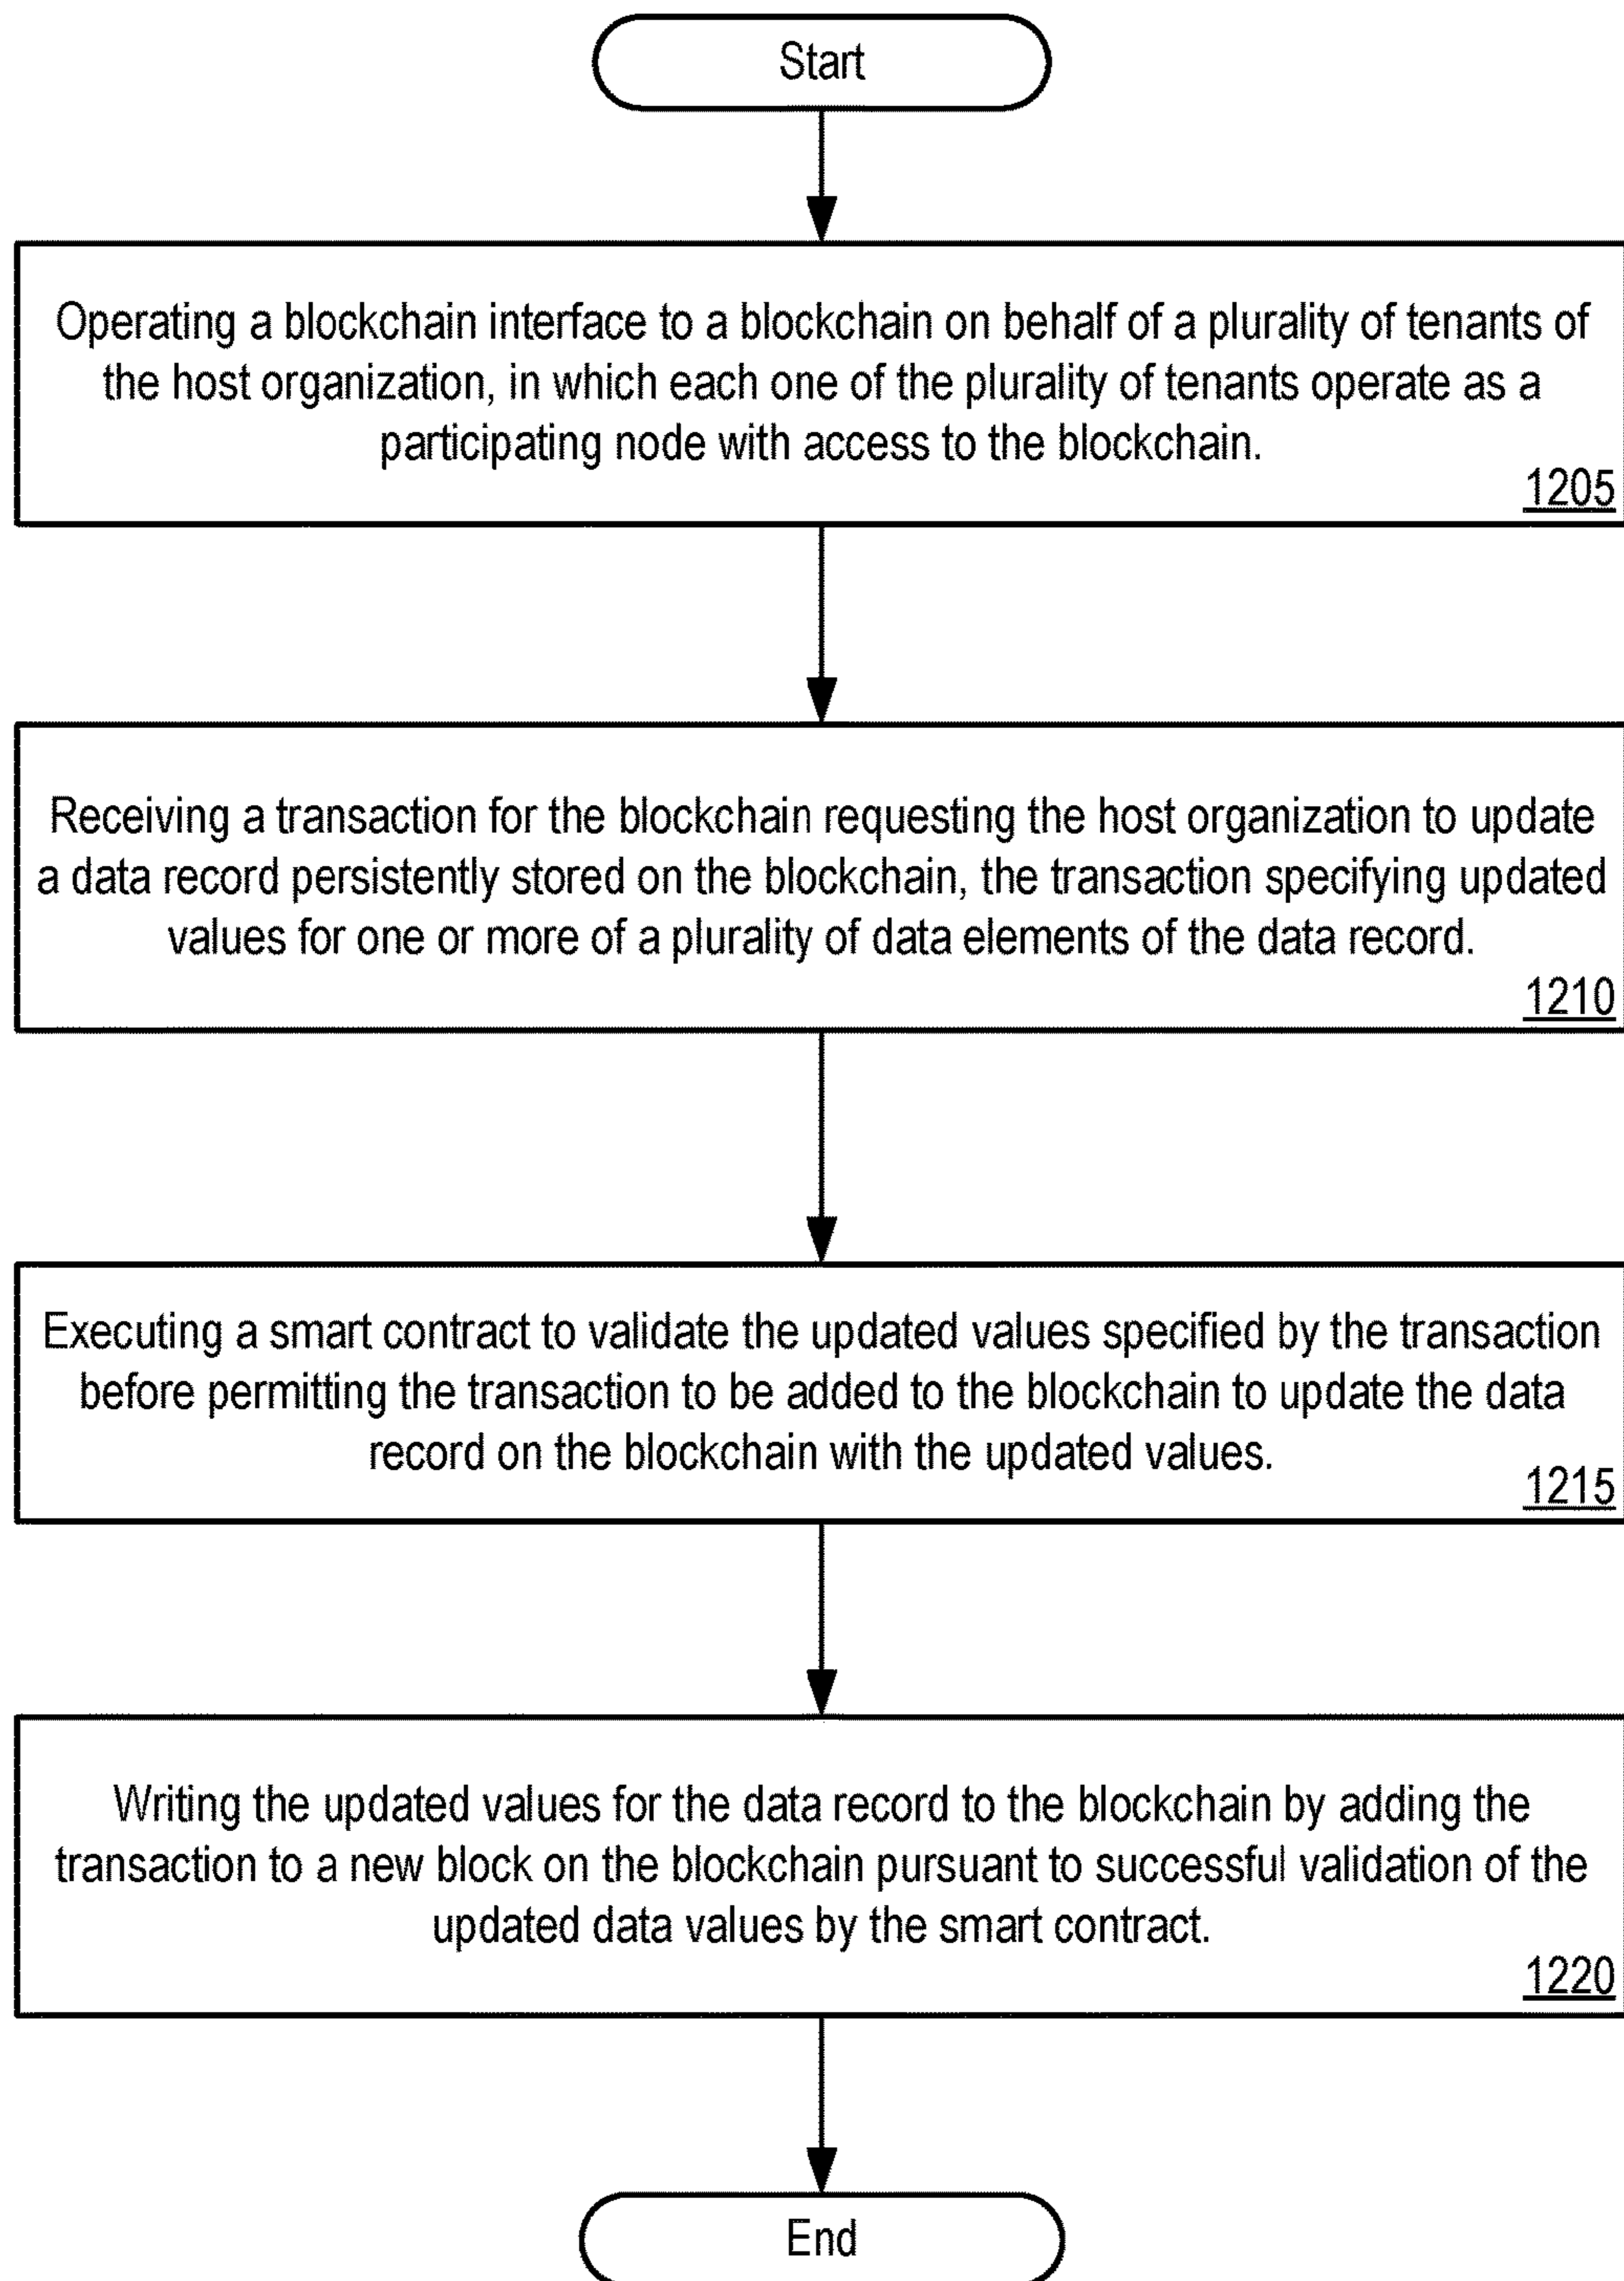 Start
Operating a blockchain interface to a blockchain on behalf of a plurality of tenants of
the host organization, in which each one of the plurality of tenants operate as a
participating node with access to the blockchain.
1205
Receiving a transaction for the blockchain requesting the host organization to update
a data record persistently stored on the blockchain, the transaction specifying updated
values for one or more of a plurality of data elements of the data record.
1210
Executing a smart contract to validate the updated values specified by the transaction
before permitting the transaction to be added to the blockchain to update the data
record on the blockchain with the updated values.
1215
Writing the updated values for the data record to the blockchain by adding the
transaction to a new block on the blockchain pursuant to successful validation of the
updated data values by the smart contract.
1220
End